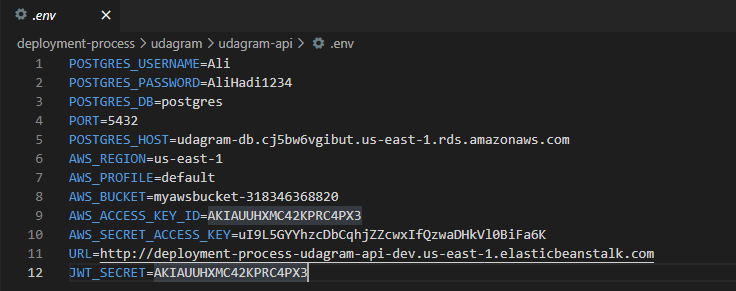 .env
deployment-process > udagram > udagram-api > .env
1 POSTGRES_USERNAME=Ali
2 POSTGRES_PASSWORD=AliHadi1234
3 POSTGRES_DB=postgres
4 PORT=5432
5 POSTGRES_HOST=udagram-db.cj5bw6vgibut.us-east-1.rds.amazonaws.com
6 AWS_REGION=us-east-1
7 AWS_PROFILE=default
8 AWS_BUCKET=myawsbucket-318346368820
9 AWS_ACCESS_KEY_ID=AKIAUUHXMC42KPRC4PX3
10 AWS_SECRET_ACCESS_KEY=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
11 URL=http://deployment-process-udagram-api-dev.us-east-1.elasticbeanstalk.com
12 JWT_SECRET=AKIAUUHXMC42KPRC4PX3